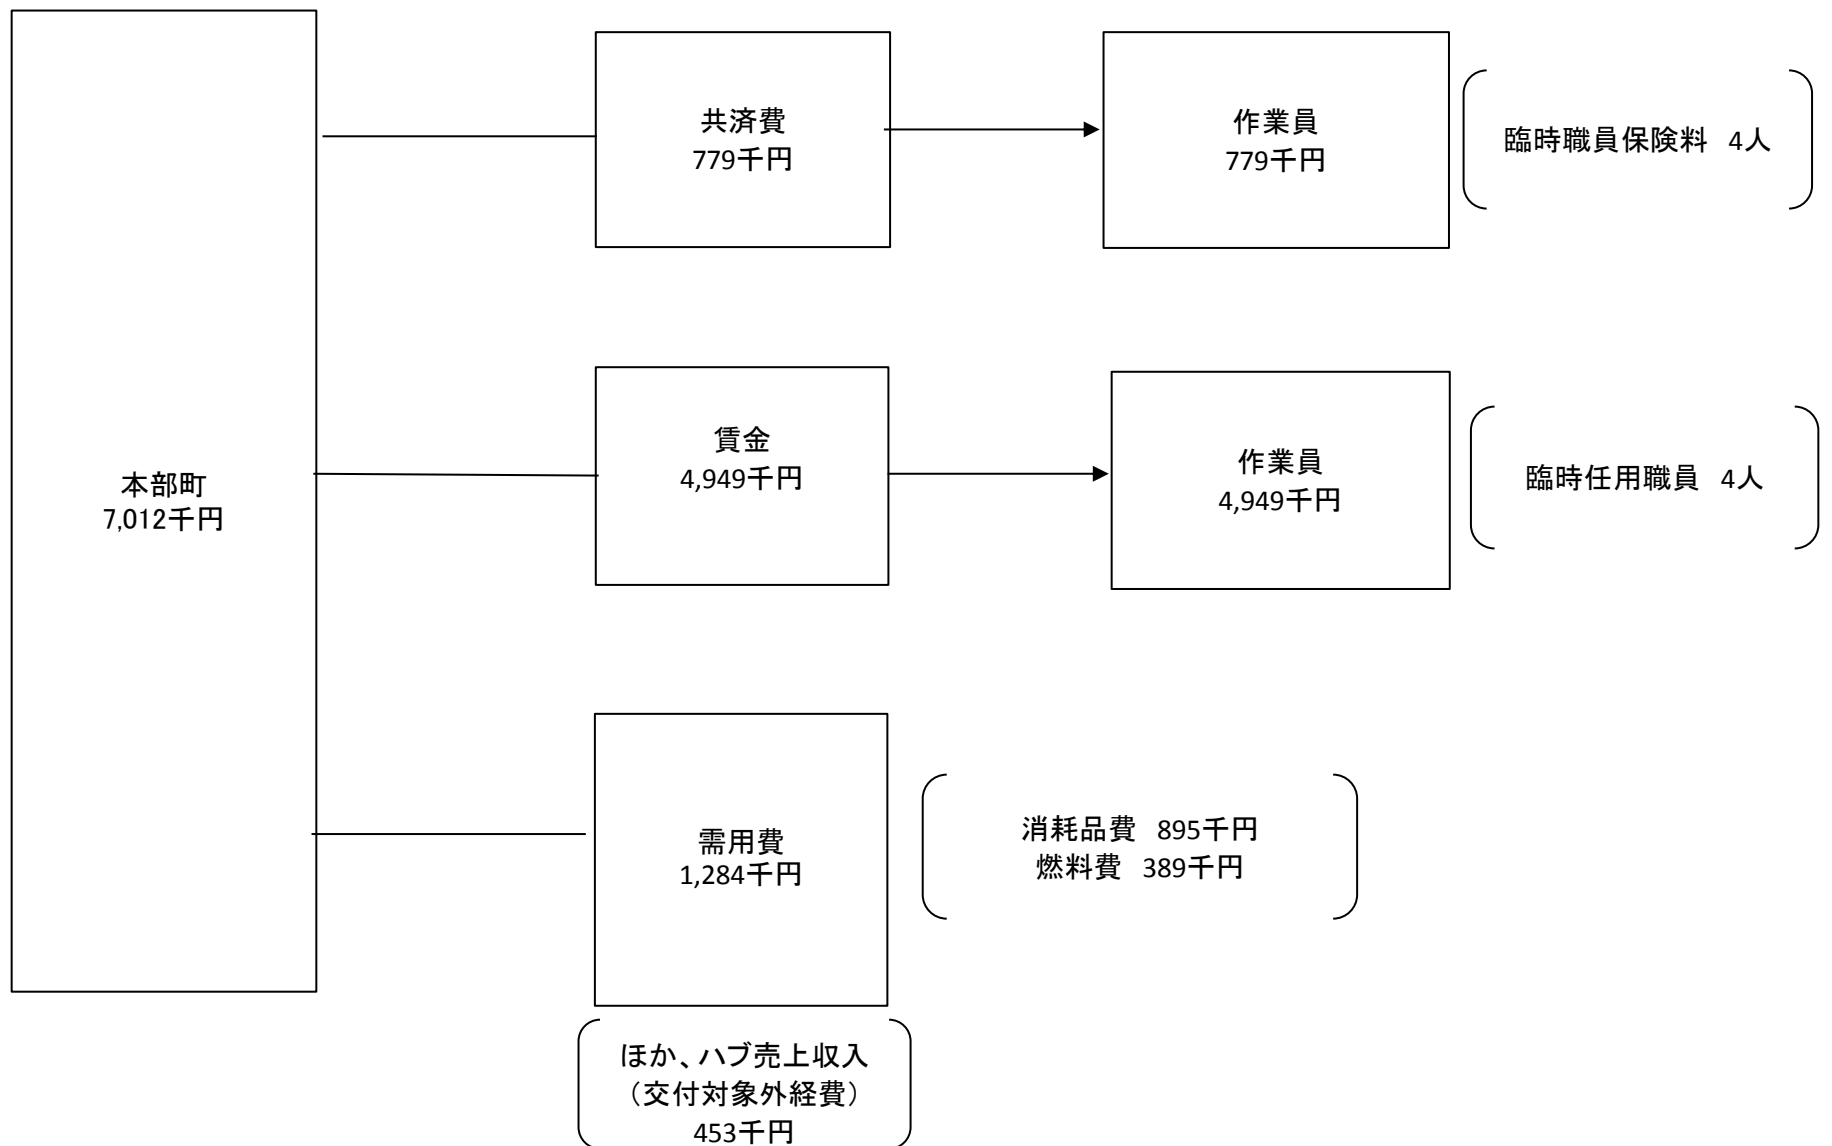 本部町
7,012千円
共済費
779千円
作業員
779千円
臨時職員保険料　4人
賃金
4,949千円
作業員
4,949千円
臨時任用職員　4人
需用費
1,284千円
消耗品費　895千円
燃料費　389千円
ほか、ハブ売上収入
（交付対象外経費）
453千円